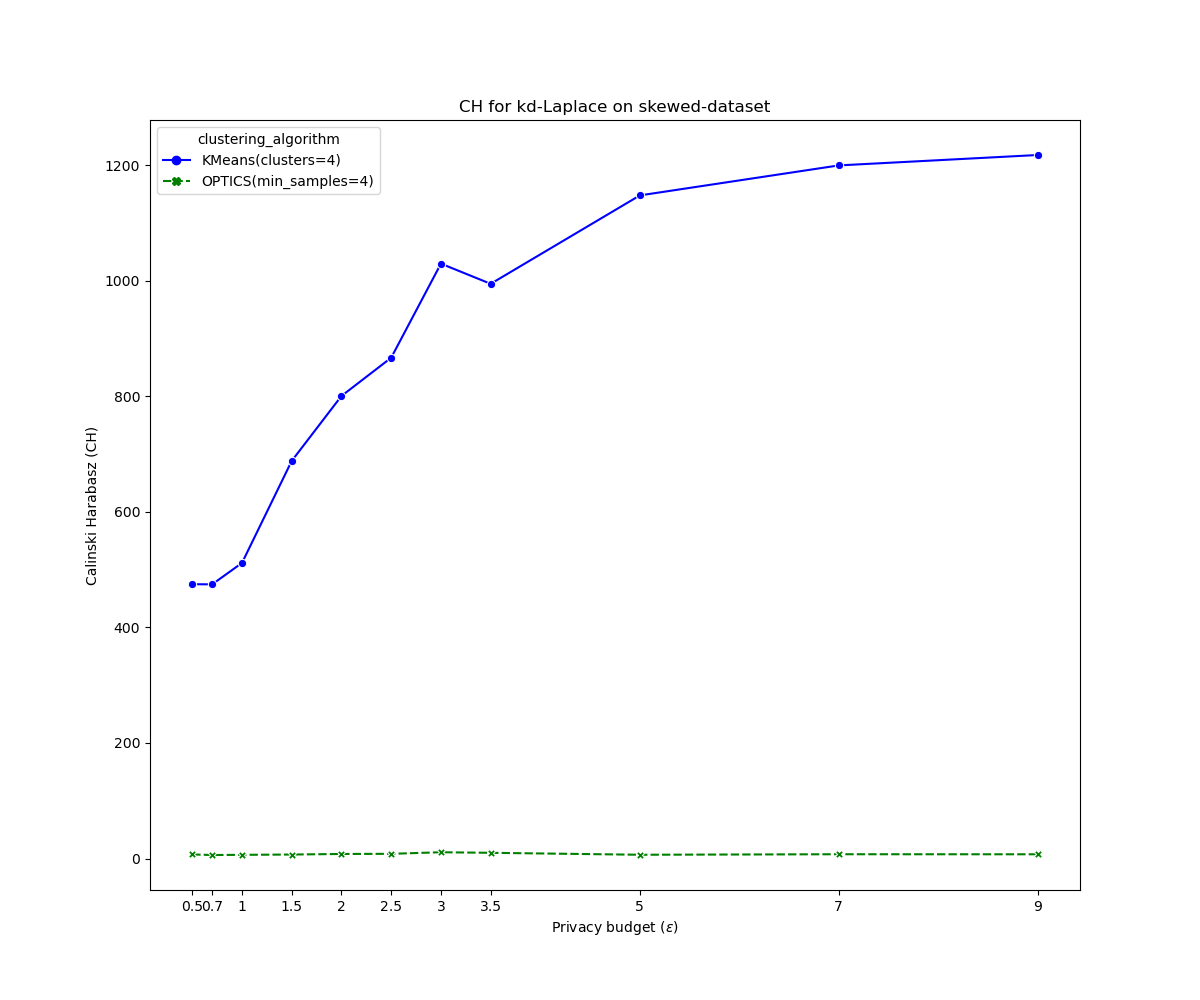 CH for kd-Laplace on skewed-dataset
clustering_algorithm
KMeans(clusters=4)
OPTICS(min_samples=4)
Calinski Harabasz (CH)
1200
1000
800
600
400
200
0
0.5 0.7 1 1.5 2 2.5 3 3.5 5 7 9
Privacy budget (ε)